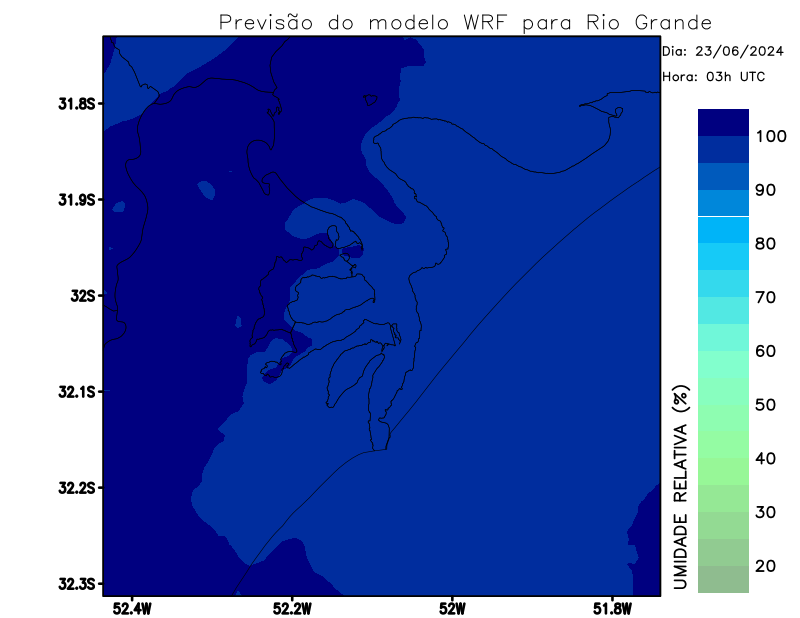 Previsão do modelo WRF para Rio Grande
Dia: 23/06/2024
Hora: 03h UTC
31.8S
31.9S
32S
32.1S
32.2S
32.3S
52.4W
52.2W
52W
51.8W
100
90
80
70
60
50
40
30
20
UMIDADE RELATIVA (%)